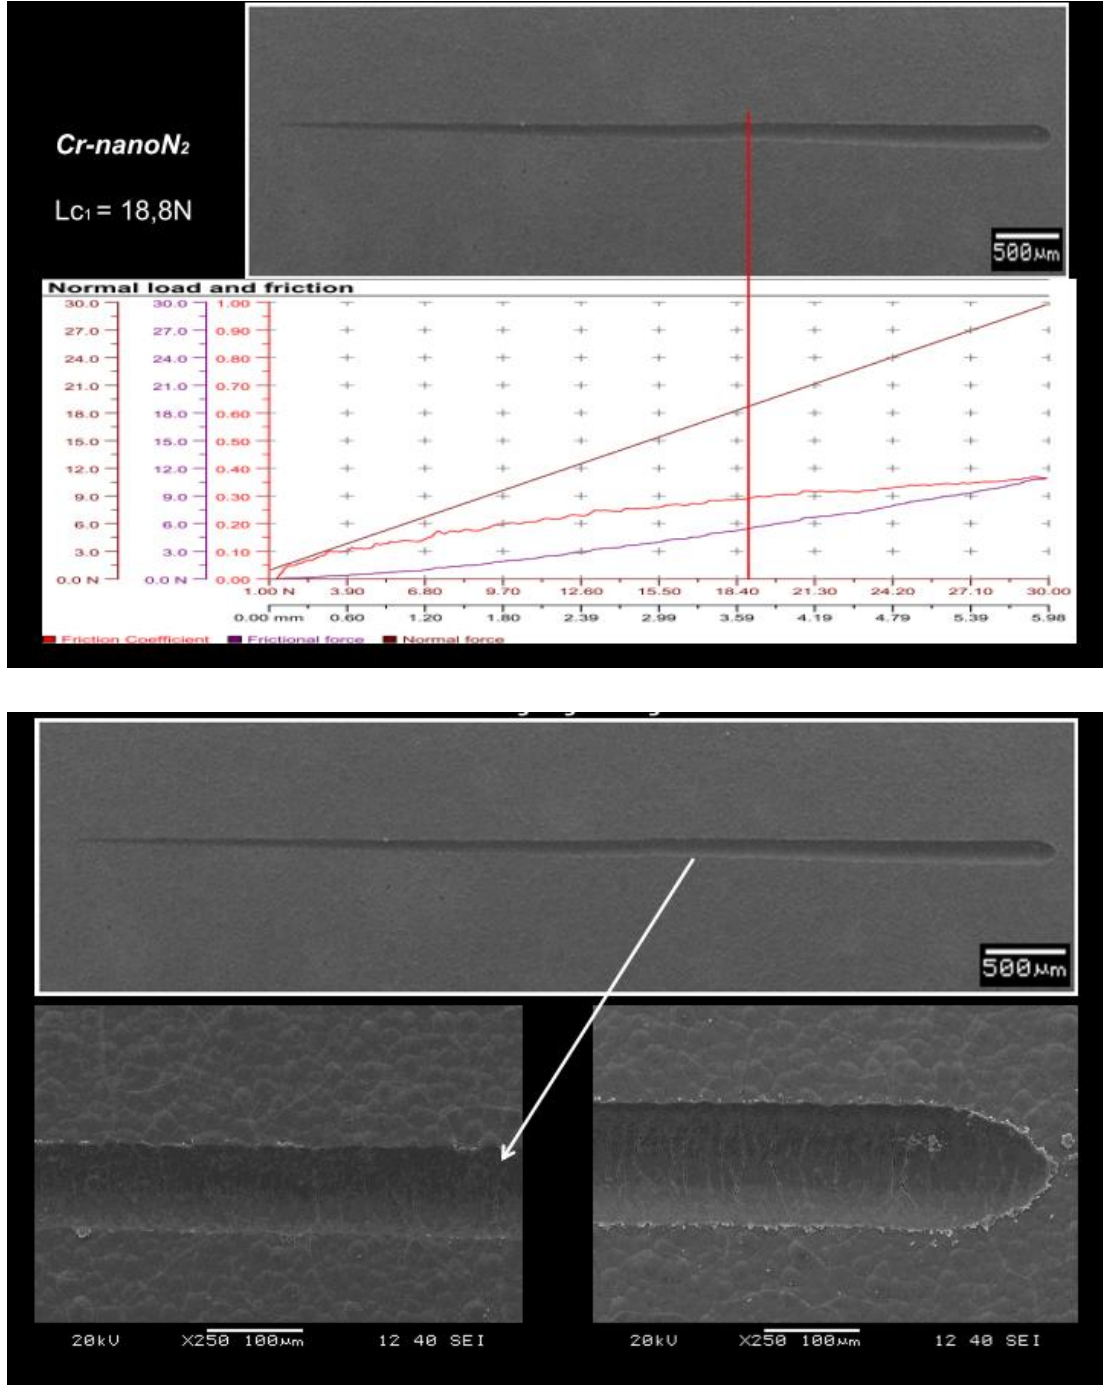 Cr-nanoN₂
Lc₁ = 18,8N
500µm
Normal load and friction
30.0 30.0 1.00
27.0 27.0 0.90
24.0 24.0 0.80
21.0 21.0 0.70
18.0 18.0 0.60
15.0 15.0 0.50
12.0 12.0 0.40
9.0 9.0 0.30
6.0 6.0 0.20
3.0 3.0 0.10
0.0 N 0.0 N 0.00
1.00 N 3.90 6.80 9.70 12.60 15.50 18.40 21.30 24.20 27.10 30.00
0.00 mm 0.60 1.20 1.80 2.39 2.99 3.59 4.19 4.79 5.39 5.98
Friction Coefficient Frictional force Normal force
500µm
20kV X250 100µm 12 40 SEI
20kV X250 100µm 12 40 SEI